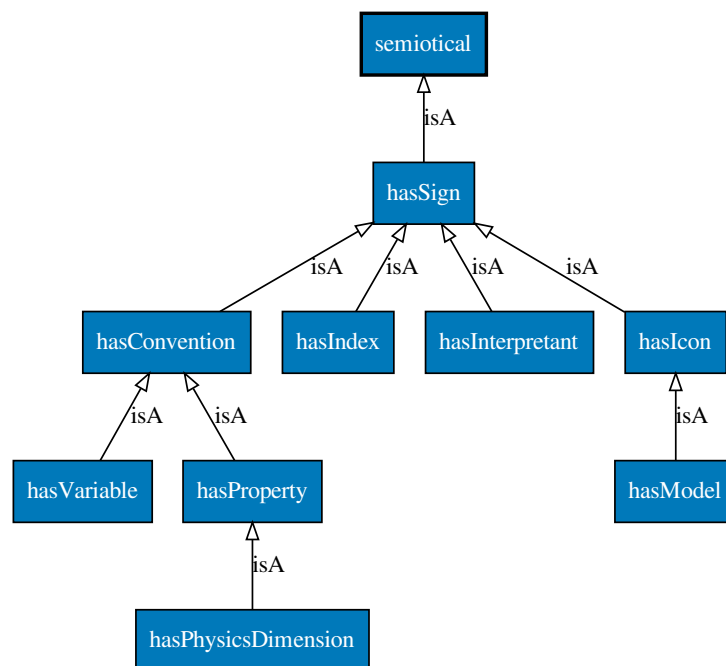 semiotical
isA
hasSign
isA
isA
isA
isA
hasConvention
hasIndex
hasInterpretant
hasIcon
isA
isA
isA
hasVariable
hasProperty
hasModel
isA
hasPhysicsDimension